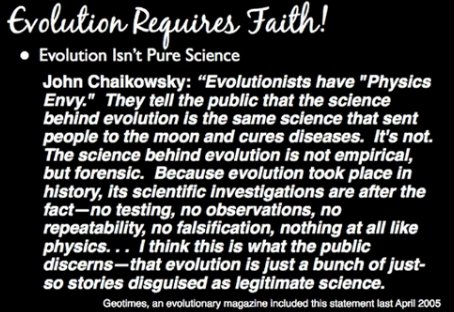 Evolution Requires Faith!
● Evolution Isn't Pure Science
John Chaikowsky: “Evolutionists have "Physics
Envy." They tell the public that the science
behind evolution is the same science that sent
people to the moon and cures diseases. It's not.
The science behind evolution is not empirical,
but forensic. Because evolution took place in
history, its scientific investigations are after the
fact—no testing, no observations, no
repeatability, no falsification, nothing at all like
physics. . . I think this is what the public
discerns—that evolution is just a bunch of just-
so stories disguised as legitimate science.
Geotimes, an evolutionary magazine included this statement last April 2005